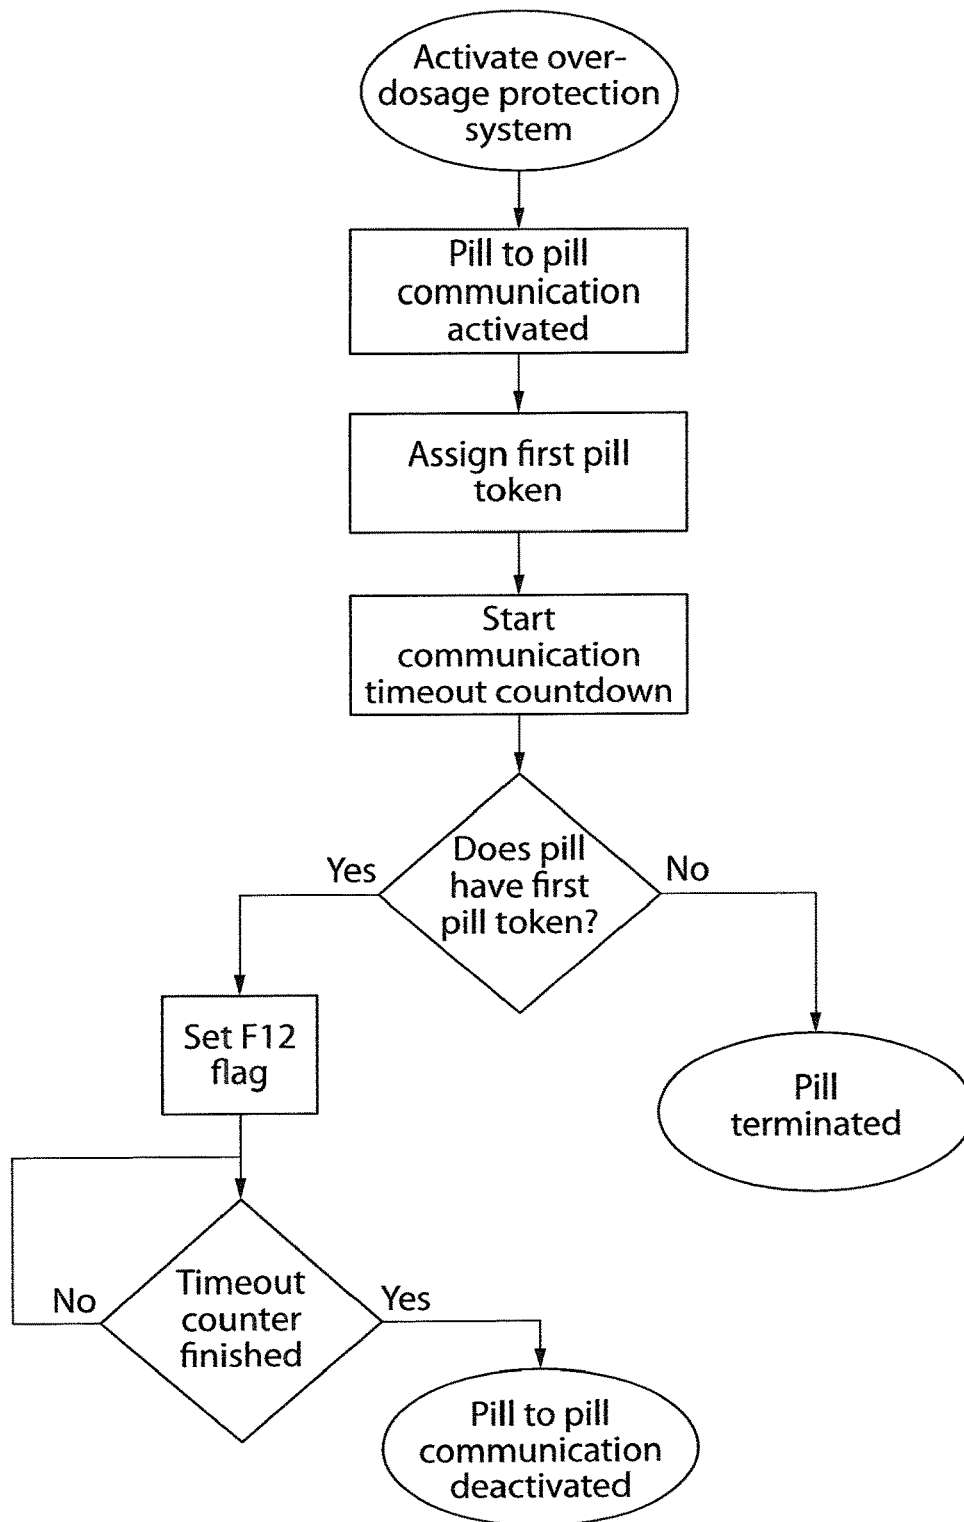 Activate over-
dosage protection
system
Pill to pill
communication
activated
Assign first pill
token
Start
communication
timeout countdown
Does pill
have first
pill token?
Yes
No
Set F12
flag
Pill
terminated
Timeout
counter
finished
No
Yes
Pill to pill
communication
deactivated